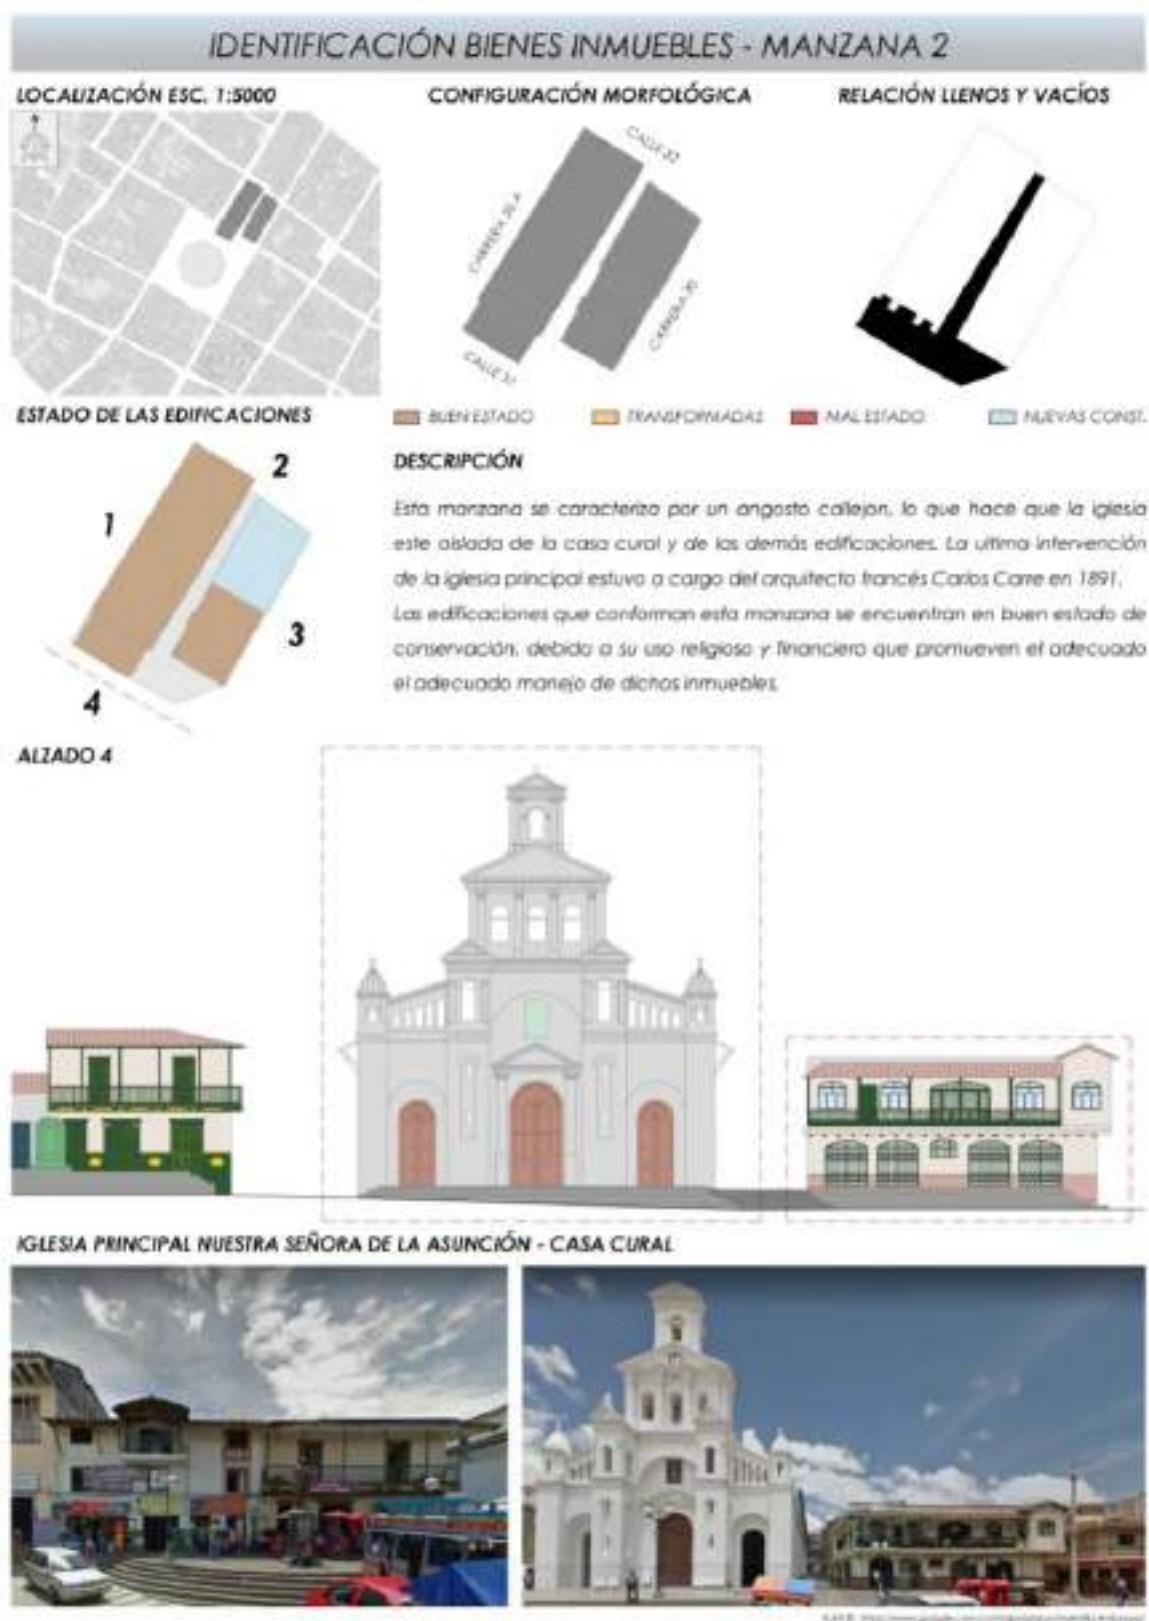 IDENTIFICACIÓN BIENES INMUEBLES - MANZANA 2
LOCALIZACIÓN ESC. 1:5000
CONFIGURACIÓN MORFOLÓGICA
RELACIÓN LLENOS Y VACÍOS
CARRERA 30 A
CARRERA 30
ESTADO DE LAS EDIFICACIONES
BUEN ESTADO
TRANSFORMADAS
MAL ESTADO
NUEVAS CONST.
1
2
3
4
DESCRIPCIÓN
Esta manzana se caracteriza por un angosto callejon, lo que hace que la iglesia
este aislada de la casa cural y de las demás edificaciones. La ultima intervención
de la iglesia principal estuvo a cargo del arquitecto francés Carlos Carre en 1891.
Las edificaciones que conforman esta manzana se encuentran en buen estado de
conservación, debido a su uso religioso y financiero que promueven el adecuado
el adecuado manejo de dichos inmuebles.
ALZADO 4
IGLESIA PRINCIPAL NUESTRA SEÑORA DE LA ASUNCIÓN - CASA CURAL